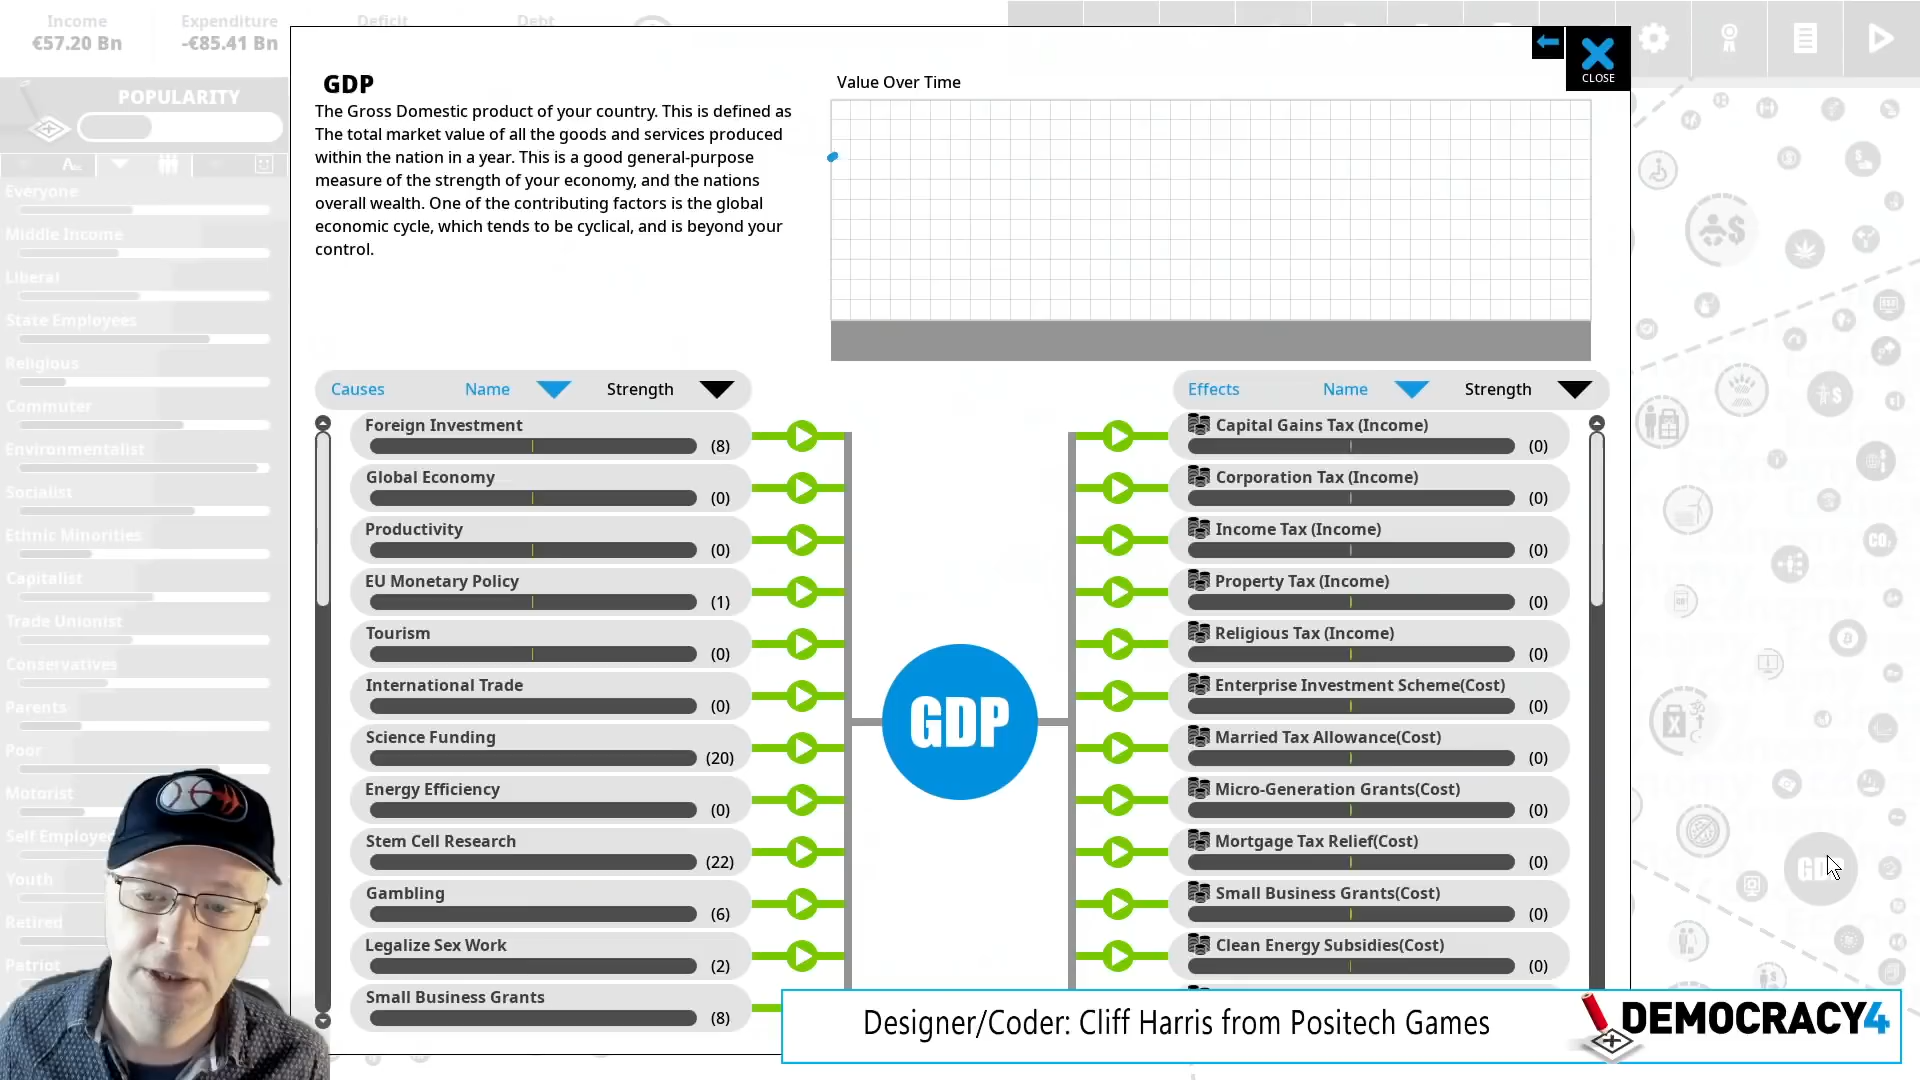 Income
€57.20 Bn
Expenditure
-€85.41 Bn
Deficit
Debt
POPULARITY
Everyone
Middle Income
Liberal
State Employees
Religious
Commuter
Environmentalist
Socialist
Ethnic Minorities
Capitalist
Trade Unionist
Conservatives
Parents
Poor
Motorist
Self Employed
Youth
Retired
Patriot
GDP
The Gross Domestic product of your country. This is defined as
The total market value of all the goods and services produced
within the nation in a year. This is a good general-purpose
measure of the strength of your economy, and the nations
overall wealth. One of the contributing factors is the global
economic cycle, which tends to be cyclical, and is beyond your
control.
Value Over Time
CLOSE
Causes Name Strength
Foreign Investment
(8)
Global Economy
(0)
Productivity
(0)
EU Monetary Policy
(1)
Tourism
(0)
International Trade
(0)
Science Funding
(20)
Energy Efficiency
(0)
Stem Cell Research
(22)
Gambling
(6)
Legalize Sex Work
(2)
Small Business Grants
(8)
GDP
Effects Name Strength
Capital Gains Tax (Income)
(0)
Corporation Tax (Income)
(0)
Income Tax (Income)
(0)
Property Tax (Income)
(0)
Religious Tax (Income)
(0)
Enterprise Investment Scheme(Cost)
(0)
Married Tax Allowance(Cost)
(0)
Micro-Generation Grants(Cost)
(0)
Mortgage Tax Relief(Cost)
(0)
Small Business Grants(Cost)
(0)
Clean Energy Subsidies(Cost)
(0)
Designer/Coder: Cliff Harris from Positech Games
DEMOCRACY4